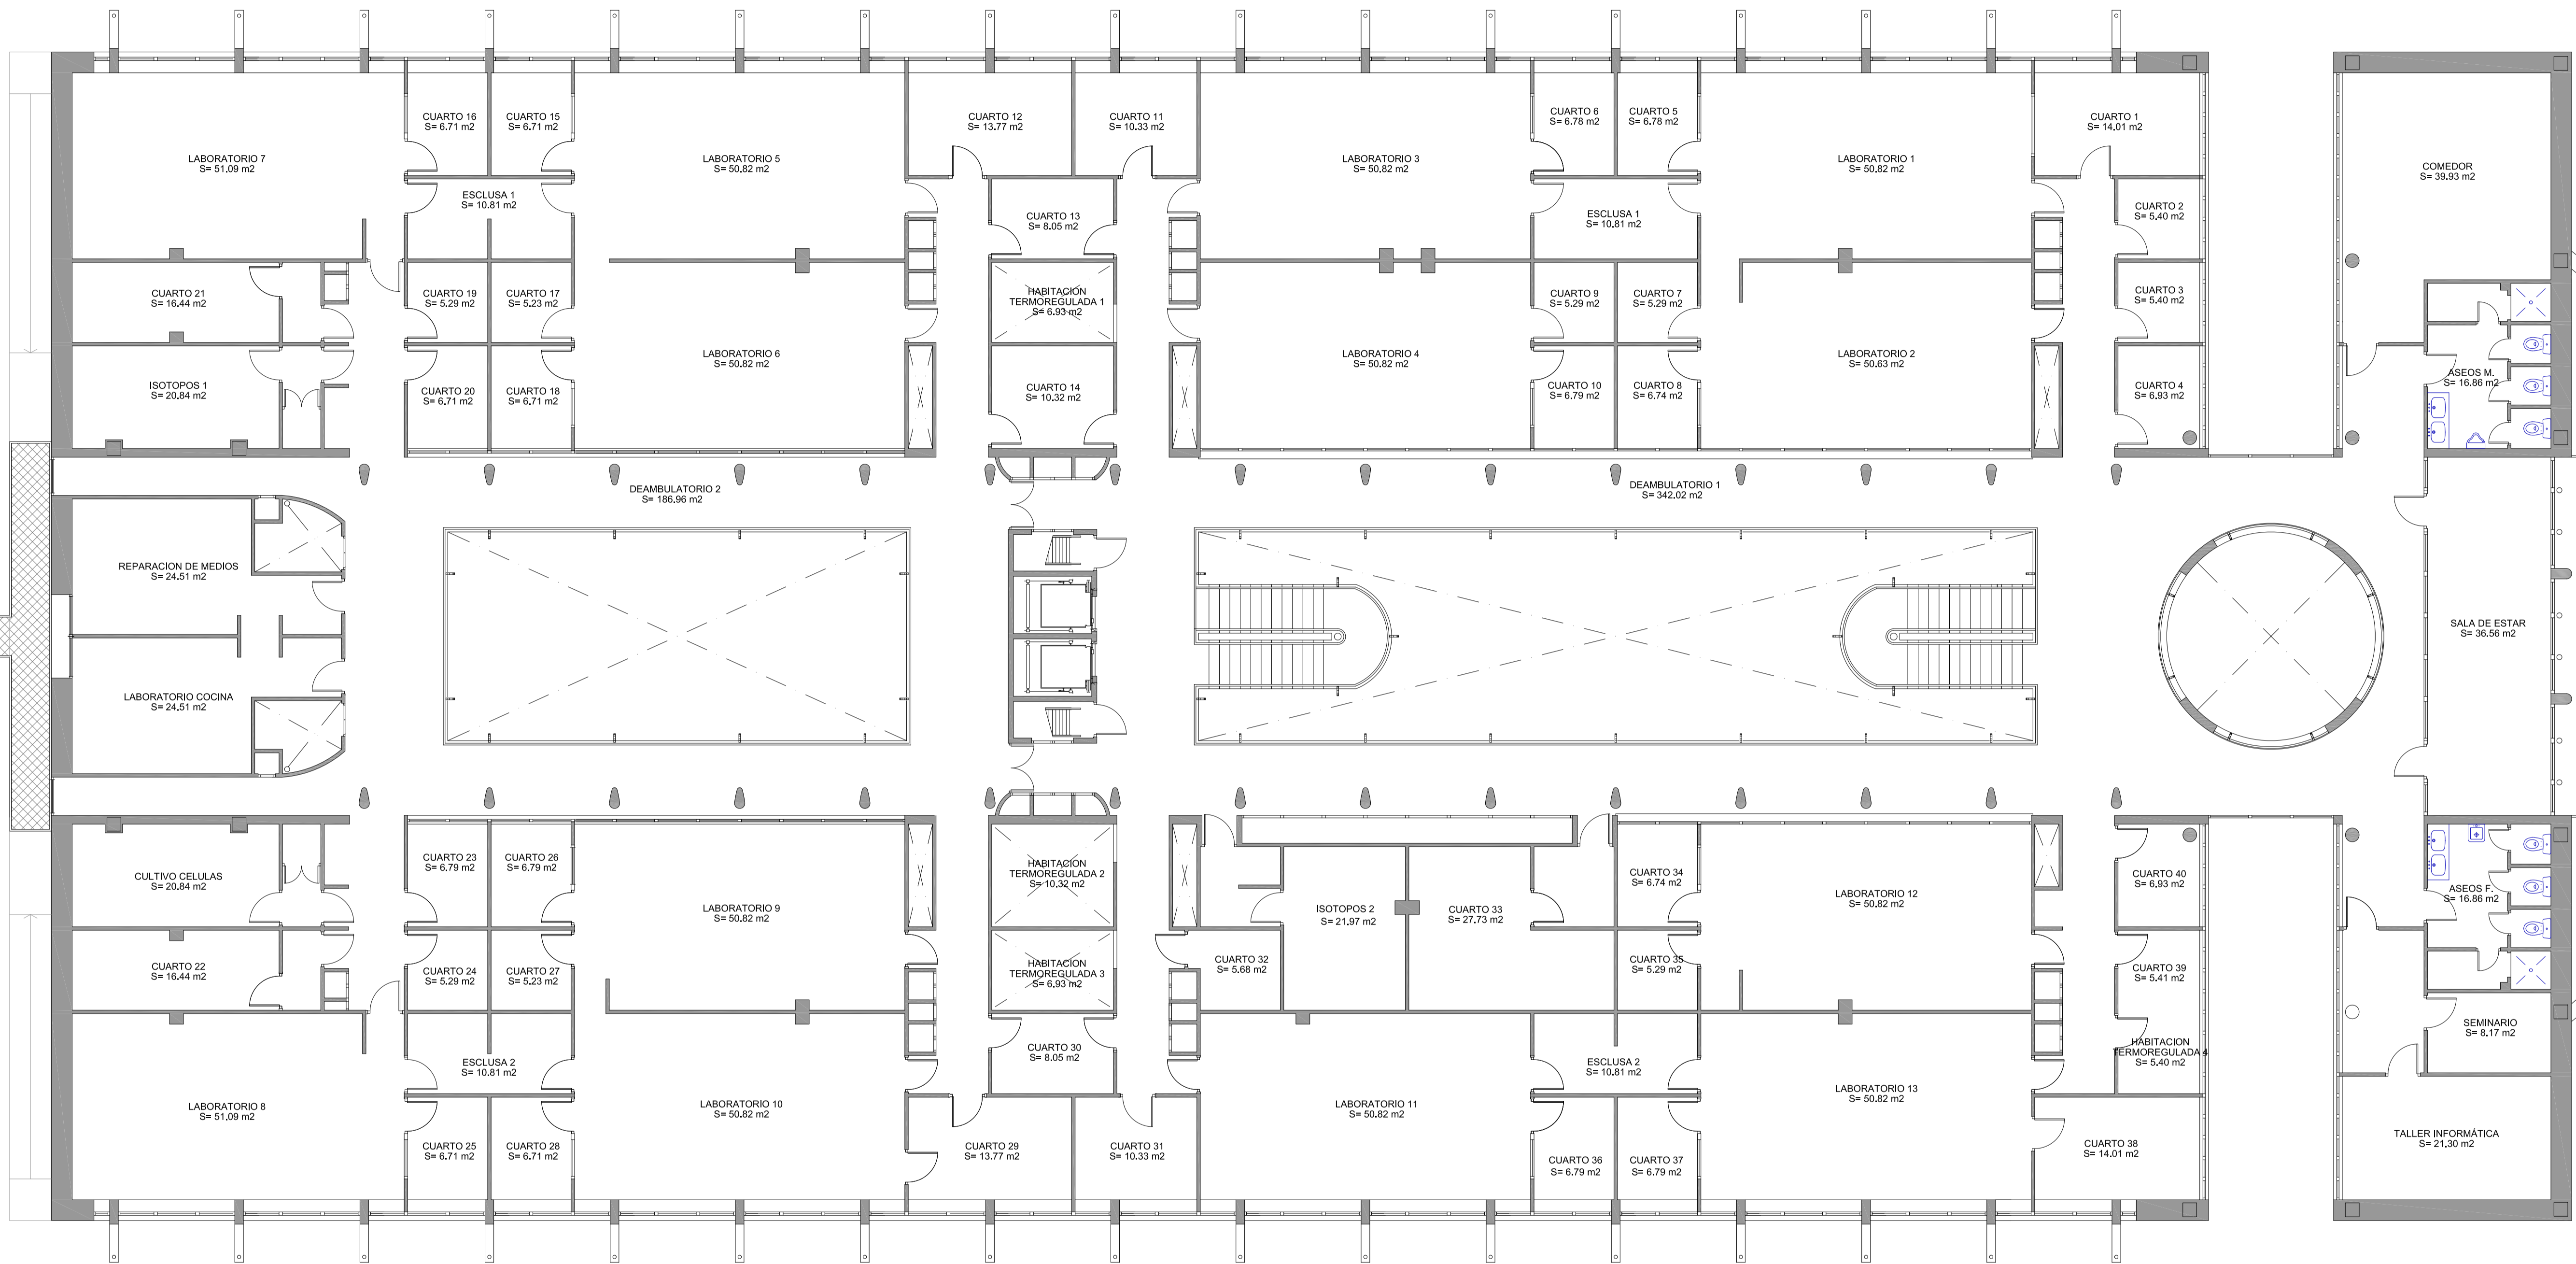 CUARTO 16
S= 6.71 m2
CUARTO 15
S= 6.71 m2
CUARTO 12
S= 13.77 m2
CUARTO 11
S= 10.33 m2
CUARTO 6
S= 6.78 m2
CUARTO 5
S= 6.78 m2
CUARTO 1
S= 14.01 m2
LABORATORIO 7
S= 51.09 m2
LABORATORIO 5
S= 50.82 m2
LABORATORIO 3
S= 50.82 m2
LABORATORIO 1
S= 50.82 m2
COMEDOR
S= 39.93 m2
ESCLUSA 1
S= 10.81 m2
CUARTO 13
S= 8.05 m2
ESCLUSA 1
S= 10.81 m2
CUARTO 2
S= 5.40 m2
CUARTO 21
S= 16.44 m2
CUARTO 19
S= 5.29 m2
CUARTO 17
S= 5.23 m2
HABITACION
TERMOREGULADA 1
S= 6.93 m2
CUARTO 9
S= 5.29 m2
CUARTO 7
S= 5.29 m2
CUARTO 3
S= 5.40 m2
LABORATORIO 6
S= 50.82 m2
LABORATORIO 4
S= 50.82 m2
LABORATORIO 2
S= 50.63 m2
ISOTOPOS 1
S= 20.84 m2
CUARTO 20
S= 6.71 m2
CUARTO 18
S= 6.71 m2
CUARTO 14
S= 10.32 m2
CUARTO 10
S= 6.79 m2
CUARTO 8
S= 6.74 m2
CUARTO 4
S= 6.93 m2
ASEOS M.
S= 16.86 m2
DEAMBULATORIO 2
S= 186.96 m2
DEAMBULATORIO 1
S= 342.02 m2
REPARACION DE MEDIOS
S= 24.51 m2
SALA DE ESTAR
S= 36.56 m2
LABORATORIO COCINA
S= 24.51 m2
CULTIVO CELULAS
S= 20.84 m2
CUARTO 23
S= 6.79 m2
CUARTO 26
S= 6.79 m2
HABITACION
TERMOREGULADA 2
S= 10.32 m2
CUARTO 34
S= 6.74 m2
CUARTO 40
S= 6.93 m2
LABORATORIO 9
S= 50.82 m2
ISOTOPOS 2
S= 21.97 m2
CUARTO 33
S= 27.73 m2
LABORATORIO 12
S= 50.82 m2
ASEOS F.
S= 16.86 m2
CUARTO 22
S= 16.44 m2
CUARTO 24
S= 5.29 m2
CUARTO 27
S= 5.23 m2
HABITACION
TERMOREGULADA 3
S= 6.93 m2
CUARTO 32
S= 5.68 m2
CUARTO 35
S= 5.29 m2
CUARTO 39
S= 5.41 m2
ESCLUSA 2
S= 10.81 m2
CUARTO 30
S= 8.05 m2
ESCLUSA 2
S= 10.81 m2
HABITACION
TERMOREGULADA 4
S= 5.40 m2
SEMINARIO
S= 8.17 m2
LABORATORIO 8
S= 51.09 m2
LABORATORIO 10
S= 50.82 m2
LABORATORIO 11
S= 50.82 m2
LABORATORIO 13
S= 50.82 m2
CUARTO 25
S= 6.71 m2
CUARTO 28
S= 6.71 m2
CUARTO 29
S= 13.77 m2
CUARTO 31
S= 10.33 m2
CUARTO 36
S= 6.79 m2
CUARTO 37
S= 6.79 m2
CUARTO 38
S= 14.01 m2
TALLER INFORMÁTICA
S= 21.30 m2